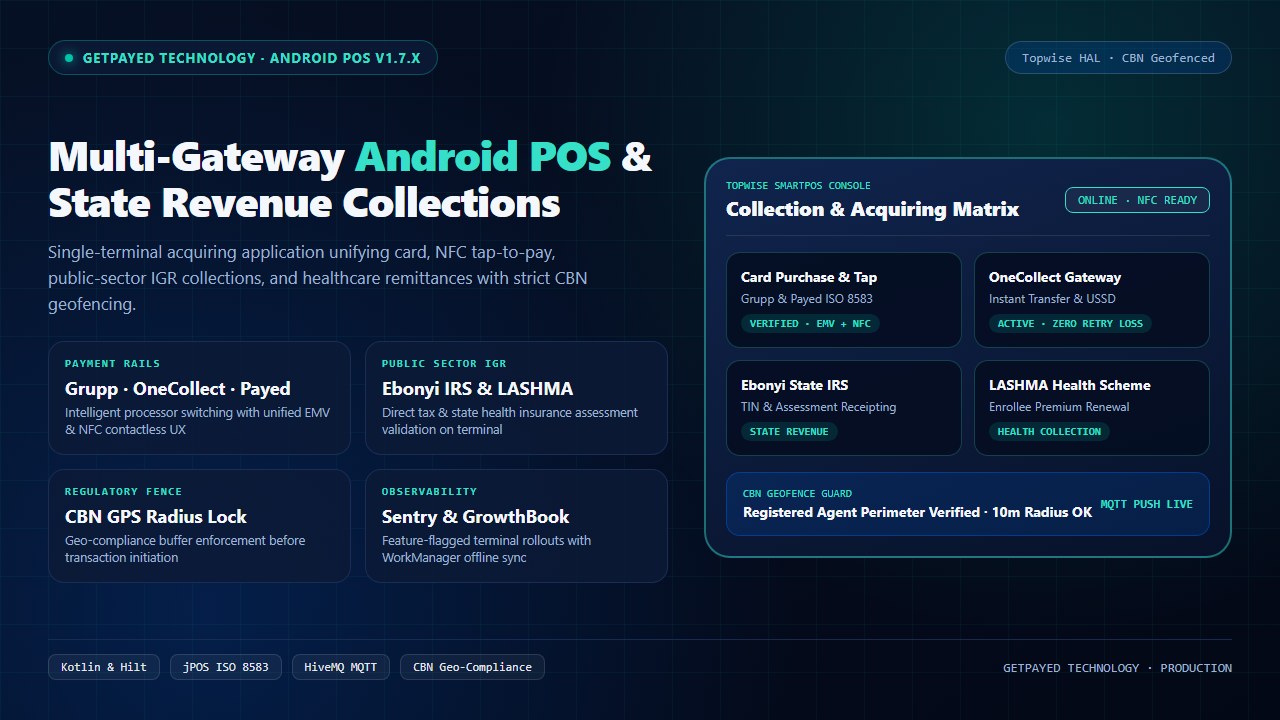 GETPAYED TECHNOLOGY · ANDROID POS V1.7.X
Topwise HAL · CBN Geofenced
Multi-Gateway Android POS &
State Revenue Collections
Single-terminal acquiring application unifying card, NFC tap-to-pay,
public-sector IGR collections, and healthcare remittances with strict CBN
geofencing.
PAYMENT RAILS
Grupp · OneCollect · Payed
Intelligent processor switching with unified EMV
& NFC contactless UX
PUBLIC SECTOR IGR
Ebonyi IRS & LASHMA
Direct tax & state health insurance assessment
validation on terminal
REGULATORY FENCE
CBN GPS Radius Lock
Geo-compliance buffer enforcement before
transaction initiation
OBSERVABILITY
Sentry & GrowthBook
Feature-flagged terminal rollouts with
WorkManager offline sync
TOPWISE SMARTPOS CONSOLE
Collection & Acquiring Matrix
ONLINE · NFC READY
Card Purchase & Tap
Grupp & Payed ISO 8583
VERIFIED · EMV + NFC
OneCollect Gateway
Instant Transfer & USSD
ACTIVE · ZERO RETRY LOSS
Ebonyi State IRS
TIN & Assessment Receipting
STATE REVENUE
LASHMA Health Scheme
Enrollee Premium Renewal
HEALTH COLLECTION
CBN GEOFENCE GUARD
Registered Agent Perimeter Verified · 10m Radius OK
MQTT PUSH LIVE
Kotlin & Hilt
jPOS ISO 8583
HiveMQ MQTT
CBN Geo-Compliance
GETPAYED TECHNOLOGY · PRODUCTION